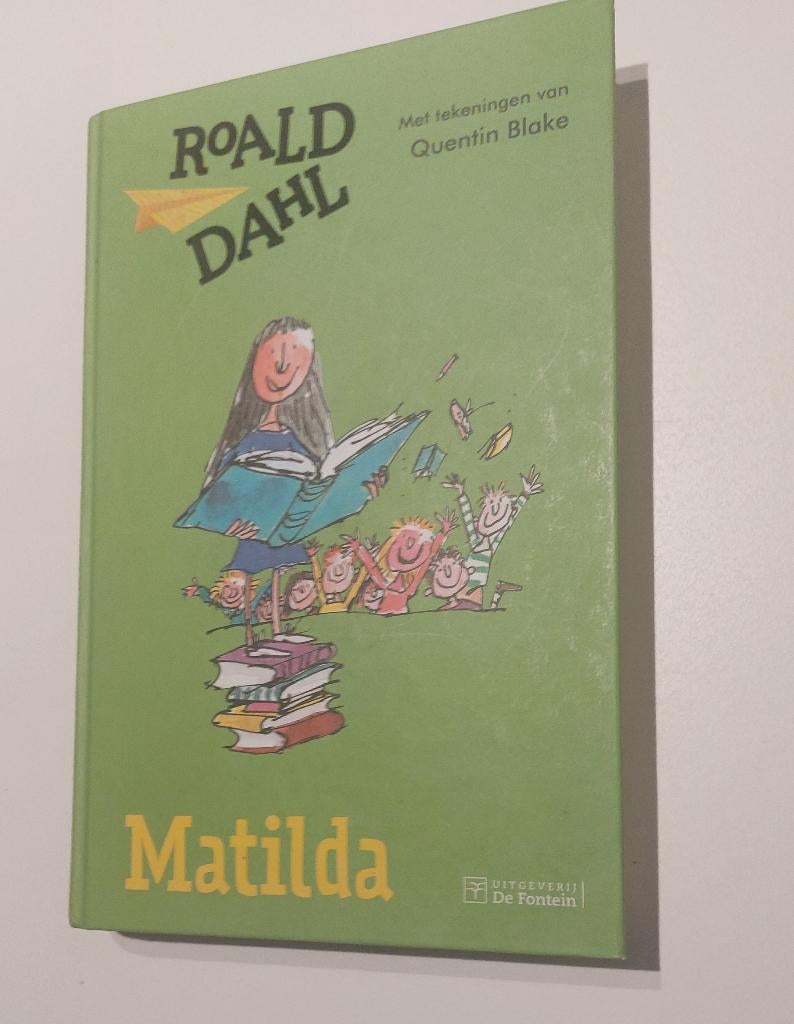 ROALD
DAHL
Met tekeningen van
Quentin Blake
Matilda
UITGEVERIJ
De Fontein